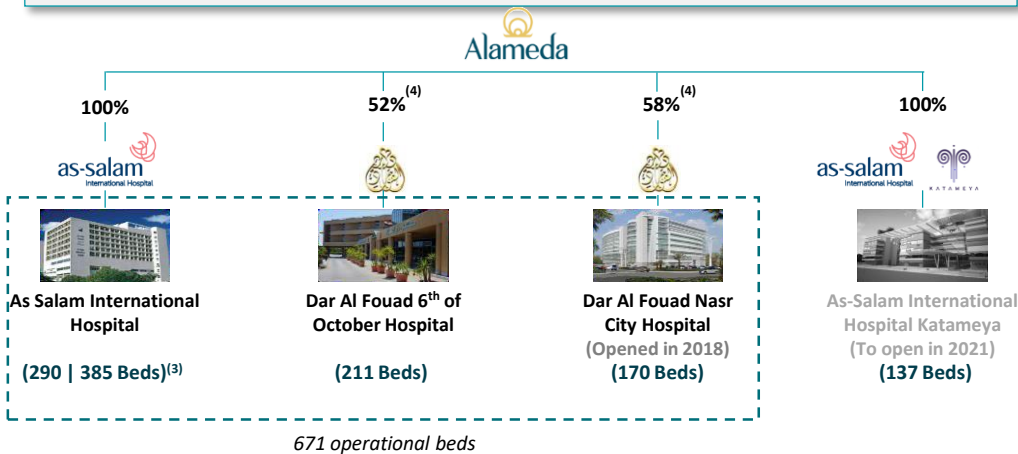 Alameda
100%
52%(4)
58%(4)
100%
as-salam
International Hospital
as-salam
International Hospital
KATAMEYA
As Salam International
Hospital
(290 | 385 Beds)(3)
Dar Al Fouad 6th of
October Hospital
(211 Beds)
Dar Al Fouad Nasr
City Hospital
(Opened in 2018)
(170 Beds)
As-Salam International
Hospital Katameya
(To open in 2021)
(137 Beds)
671 operational beds